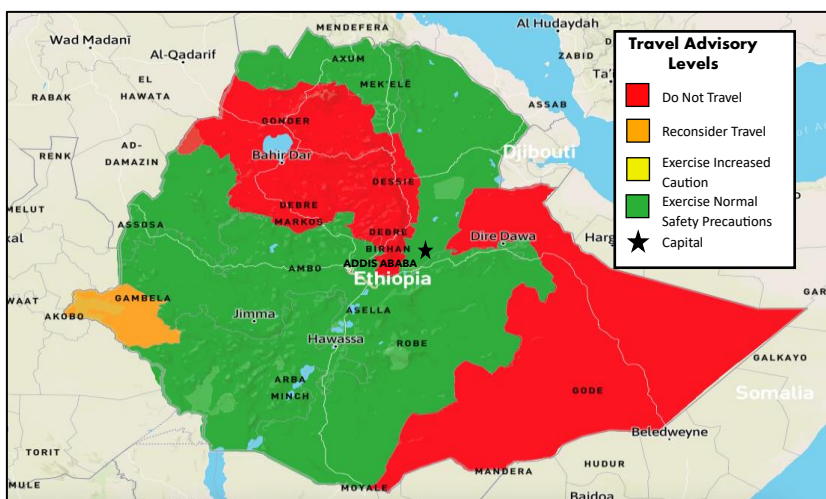 MENDEFERA
Al Hudaydah
Wad Madanī
Al-Qadarif
AXUM
ZABID
Travel Advisory
Levels
Do Not Travel
Reconsider Travel
Exercise Increased
Caution
Exercise Normal
Safety Precautions
Capital
EL
HAWATA
MEK'ELĒ
RABAK
ASSAB
Ta'i
GONDER
AD-
DAMAZIN
RENK
Bahir Dar
Djibouti
DESSIE
MELUT
DEBRE
MARKOS
ASSOSA
DEBRE
BIRHAN
Dire Dawa
Harg
ADDIS ABABA
AMBO
Ethiopia
WAAT
GAMBELA
AKOBO
Jimma
ASELLA
GAR
Hawassa
ROBE
GALKAYO
ARBA
MINCH
GODE
Somalia
Beledweyne
TORIT
HUDUR
MANDERA
MULE
MOYALE
Baidoa